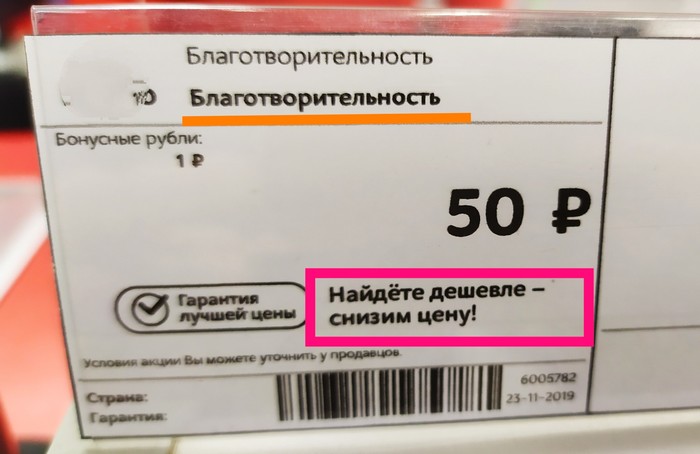 Благотворительность
Благотворительность
Бонусные рубли:
1 ₽
50 ₽
Гарантия
лучшей цены
Найдёте дешевле –
снизим цену!
Условия акции Вы можете уточнить у продавцов.
Страна:
Гарантия:
6005782
23-11-2019